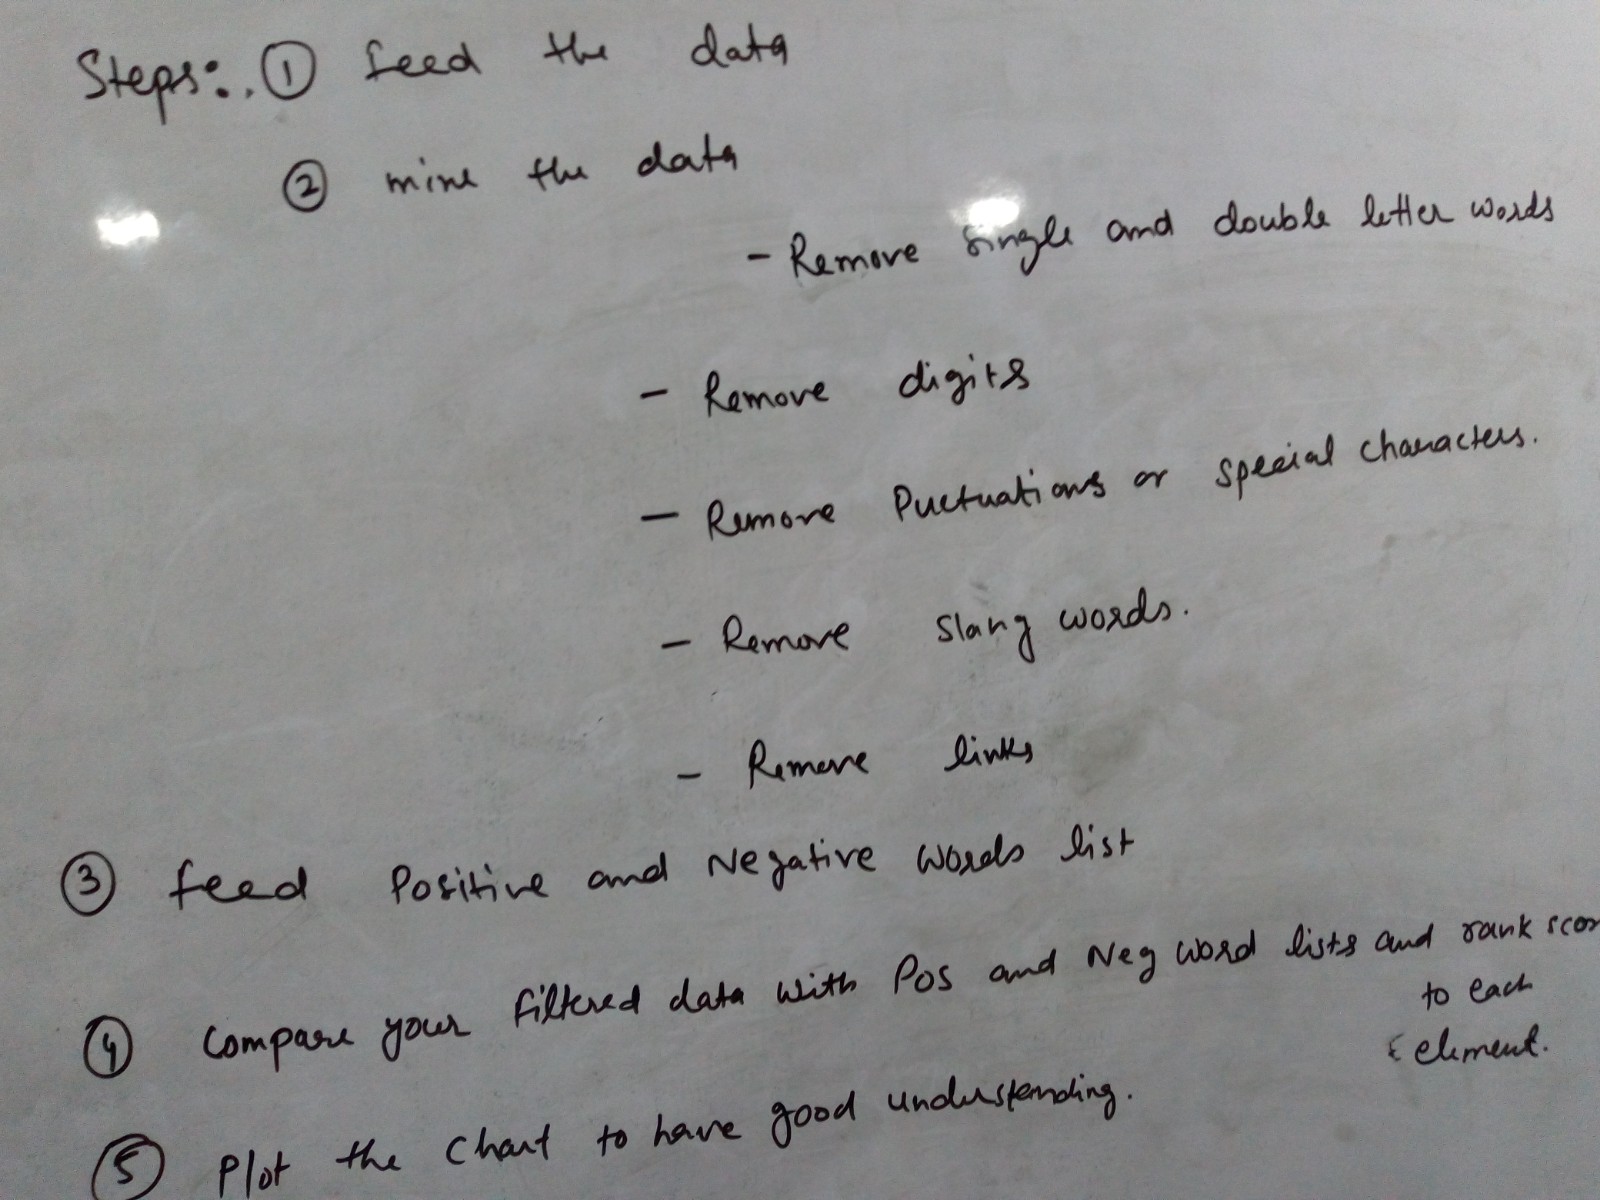 Steps:. ① feed the data
② mine the data
- Remove single and double letter words
- Remove digits
- Remove Puctuations or special characters.
- Remove slang words.
- Remove links
③ feed Positive and Negative words list
④ Compare your filtered data with Pos and Neg word lists and rank scor
to each
element.
⑤ Plot the Chart to have good understanding.